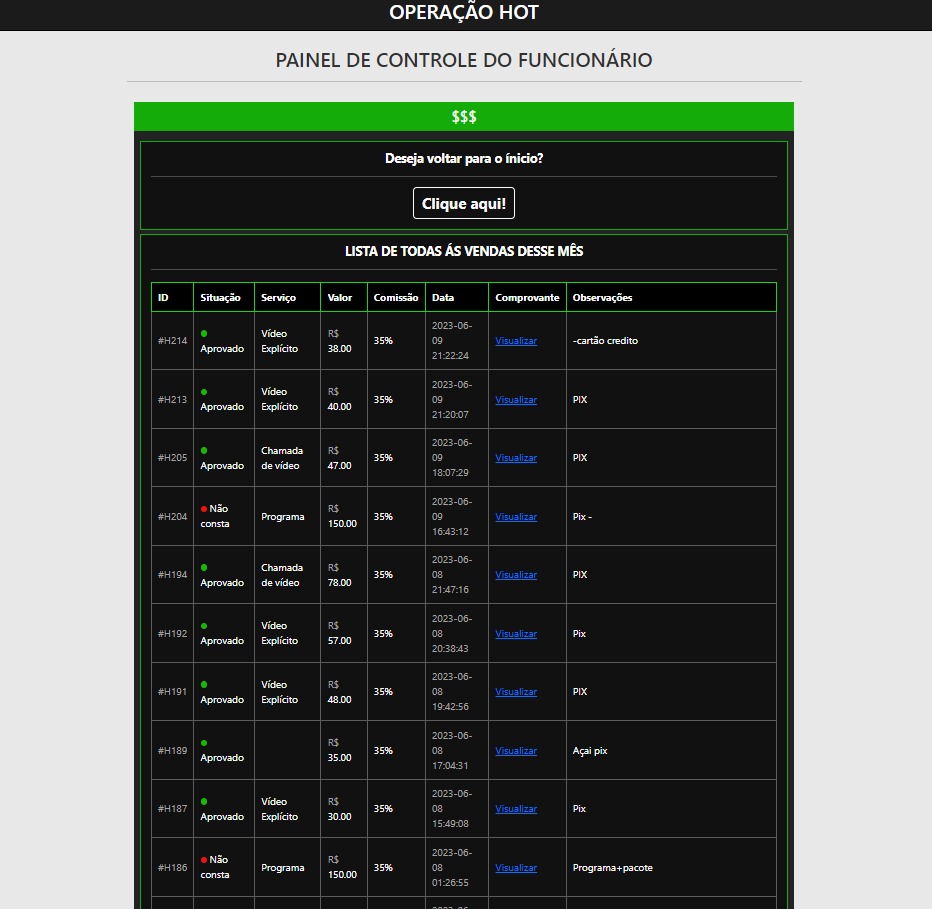 OPERAÇÃO HOT
PAINEL DE CONTROLE DO FUNCIONÁRIO
$$$
Deseja voltar para o ínicio?
Clique aqui!
LISTA DE TODAS ÁS VENDAS DESSE MÊS
ID Situação Serviço Valor Comissão Data Comprovante Observações
#H214 Aprovado Vídeo Explícito R$ 38.00 35% 2023-06-09 21:22:24 Visualizar -cartão credito
#H213 Aprovado Vídeo Explícito R$ 40.00 35% 2023-06-09 21:20:07 Visualizar PIX
#H205 Aprovado Chamada de vídeo R$ 47.00 35% 2023-06-09 18:07:29 Visualizar PIX
#H204 Não consta Programa R$ 150.00 35% 2023-06-09 16:43:12 Visualizar Pix -
#H194 Aprovado Chamada de vídeo R$ 78.00 35% 2023-06-08 21:47:16 Visualizar PIX
#H192 Aprovado Vídeo Explícito R$ 57.00 35% 2023-06-08 20:38:43 Visualizar Pix
#H191 Aprovado Vídeo Explícito R$ 48.00 35% 2023-06-08 19:42:56 Visualizar PIX
#H189 Aprovado R$ 35.00 35% 2023-06-08 17:04:31 Visualizar Açai pix
#H187 Aprovado Vídeo Explícito R$ 30.00 35% 2023-06-08 15:49:08 Visualizar Pix
#H186 Não consta Programa R$ 150.00 35% 2023-06-08 01:26:55 Visualizar Programa+pacote